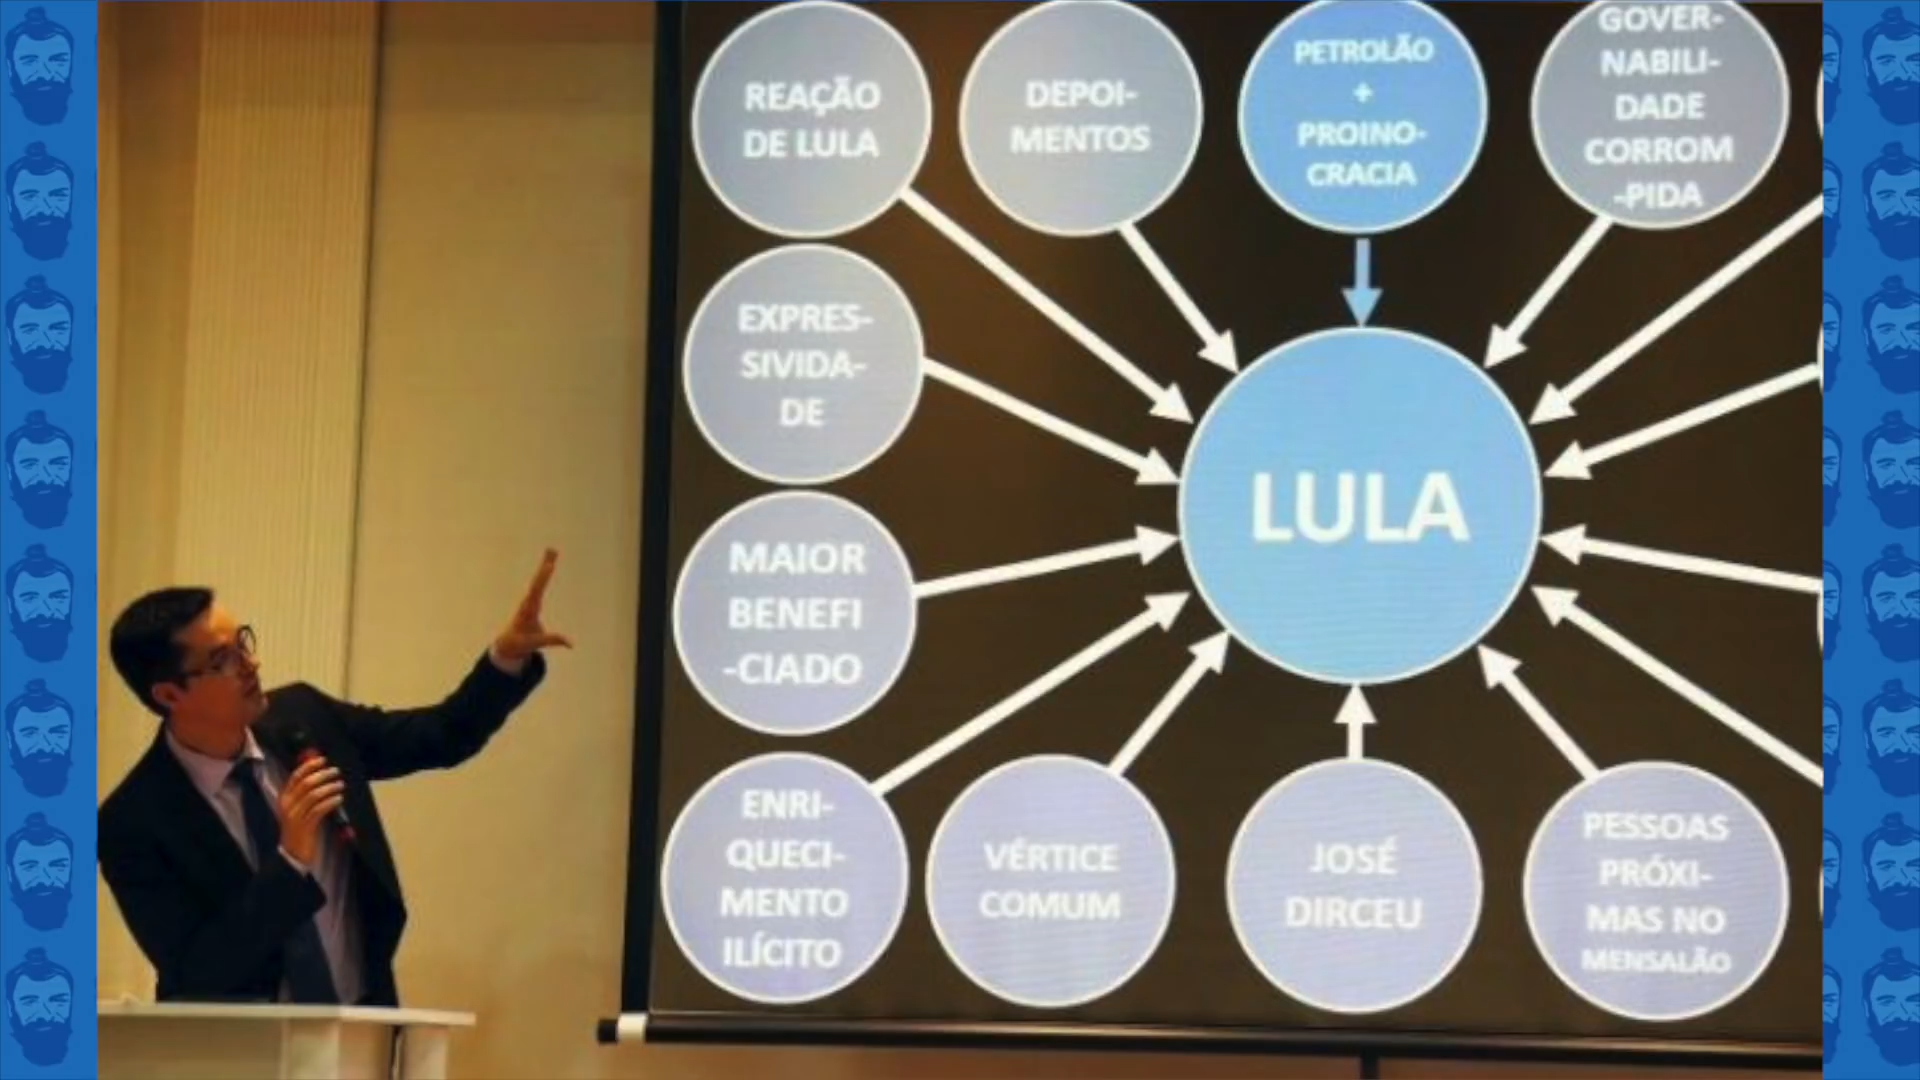 REAÇÃO
DE LULA
DEPOI-
MENTOS
PETROLÃO
+
PROINO-
CRACIA
GOVER-
NABILI-
DADE
CORROM
-PIDA
EXPRES-
SIVIDA-
DE
LULA
MAIOR
BENEFI
-CIADO
ENRI-
QUECI-
MENTO
ILÍCITO
VÉRTICE
COMUM
JOSÉ
DIRCEU
PESSOAS
PRÓXI-
MAS NO
MENSALÃO